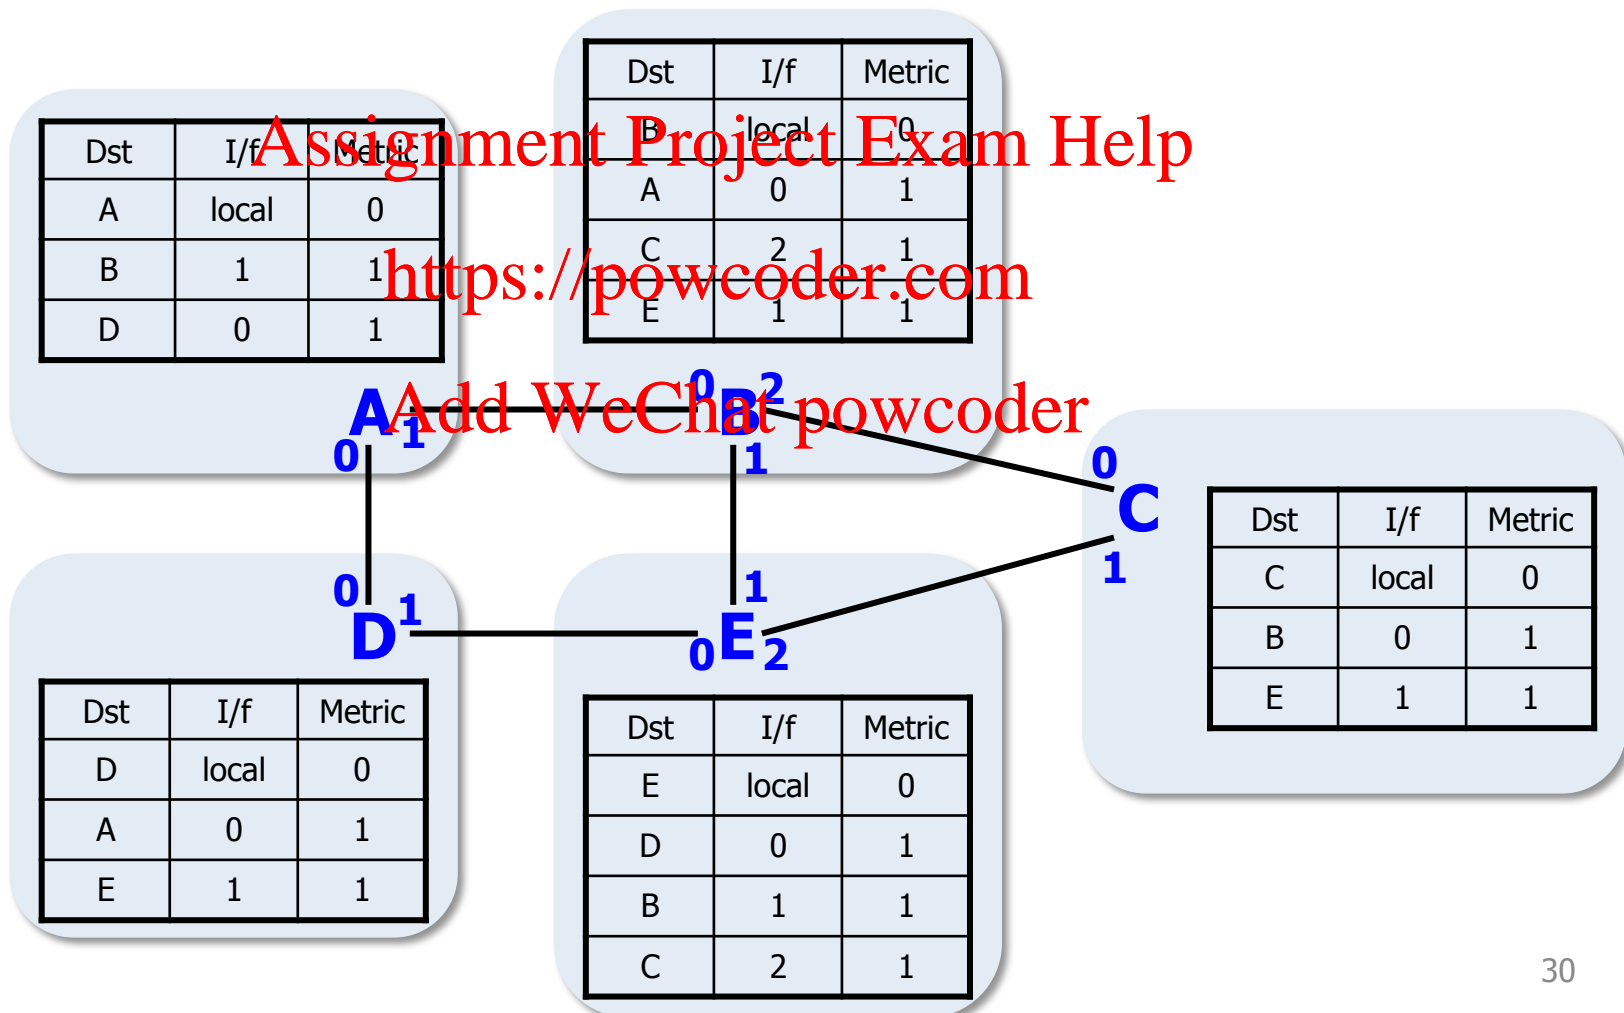 Dst I/f Metric
A local 0
B 1 1
D 0 1
Dst I/f Metric
B local 0
A 0 1
C 2 1
E 1 1
Assignment Project Exam Help
https://powcoder.com
Add WeChat powcoder
A 0 1
B 0 2 1
C 0 1
Dst I/f Metric
C local 0
B 0 1
E 1 1
D 0 1
E 0 1 2
Dst I/f Metric
D local 0
A 0 1
E 1 1
Dst I/f Metric
E local 0
D 0 1
B 1 1
C 2 1
30